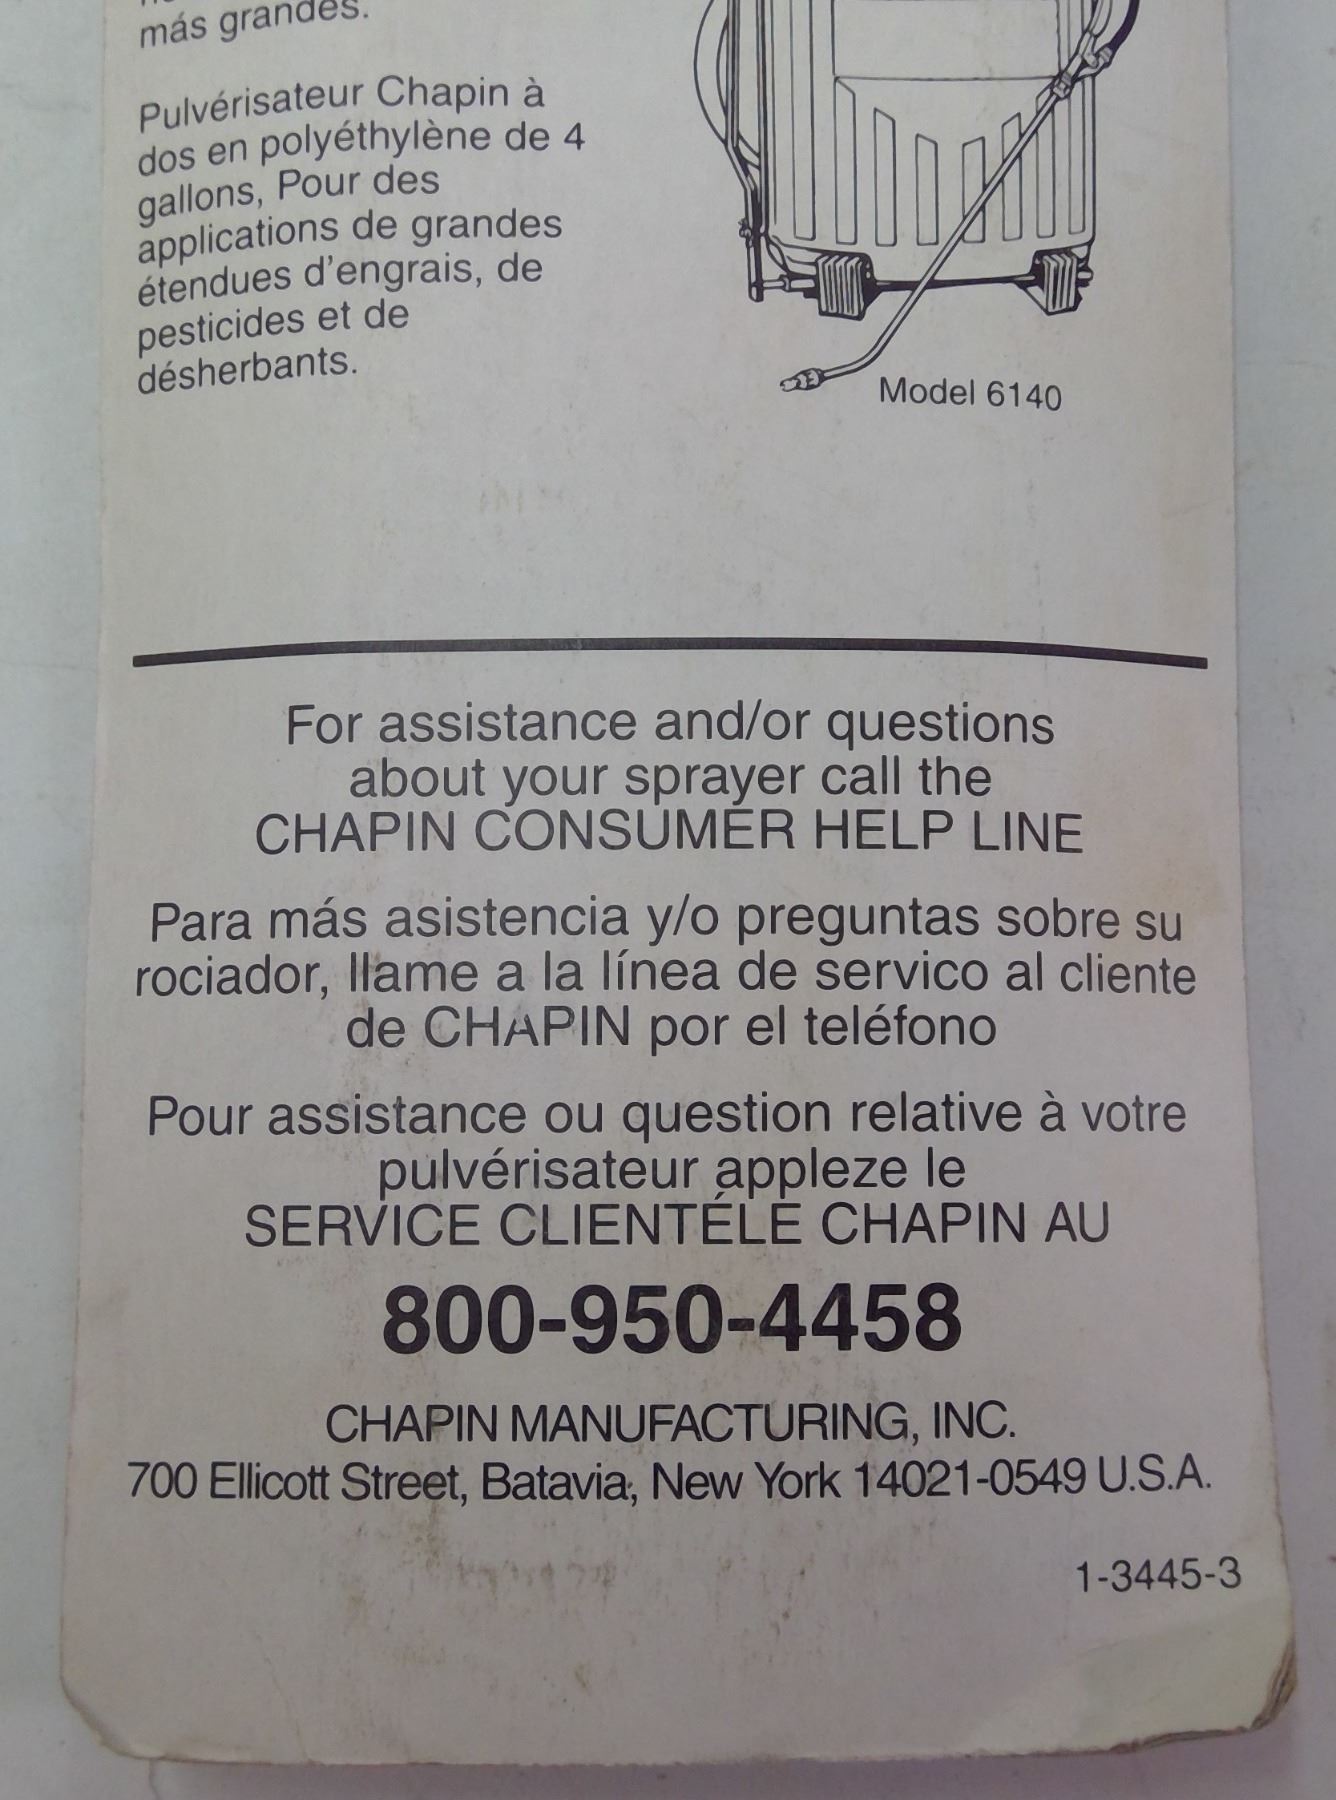 más grandes.
Pulvérisateur Chapin à
dos en polyéthylène de 4
gallons, Pour des
applications de grandes
étendues d'engrais, de
pesticides et de
désherbants.
Model 6140
For assistance and/or questions
about your sprayer call the
CHAPIN CONSUMER HELP LINE
Para más asistencia y/o preguntas sobre su
rociador, llame a la línea de servico al cliente
de CHAPIN por el teléfono
Pour assistance ou question relative à votre
pulvérisateur appleze le
SERVICE CLIENTÉLE CHAPIN AU
800-950-4458
CHAPIN MANUFACTURING, INC.
700 Ellicott Street, Batavia, New York 14021-0549 U.S.A.
1-3445-3